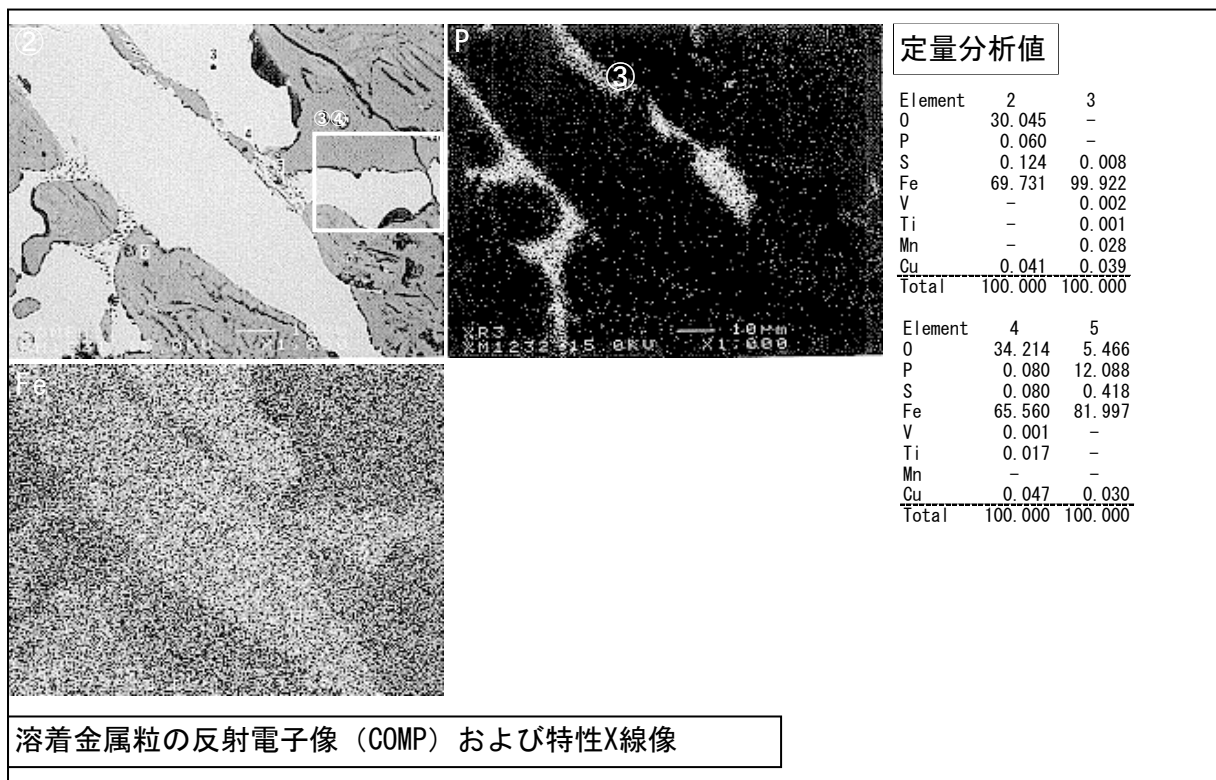 ②
3
③④
P
③
XR3 10μm
XM1232315.0KV X1,000
Fe
定量分析値
Element 2 3
O 30.045 -
P 0.060 -
S 0.124 0.008
Fe 69.731 99.922
V - 0.002
Ti - 0.001
Mn - 0.028
Cu 0.041 0.039
Total 100.000 100.000
Element 4 5
O 34.214 5.466
P 0.080 12.088
S 0.080 0.418
Fe 65.560 81.997
V 0.001 -
Ti 0.017 -
Mn - -
Cu 0.047 0.030
Total 100.000 100.000
溶着金属粒の反射電子像（COMP）および特性X線像